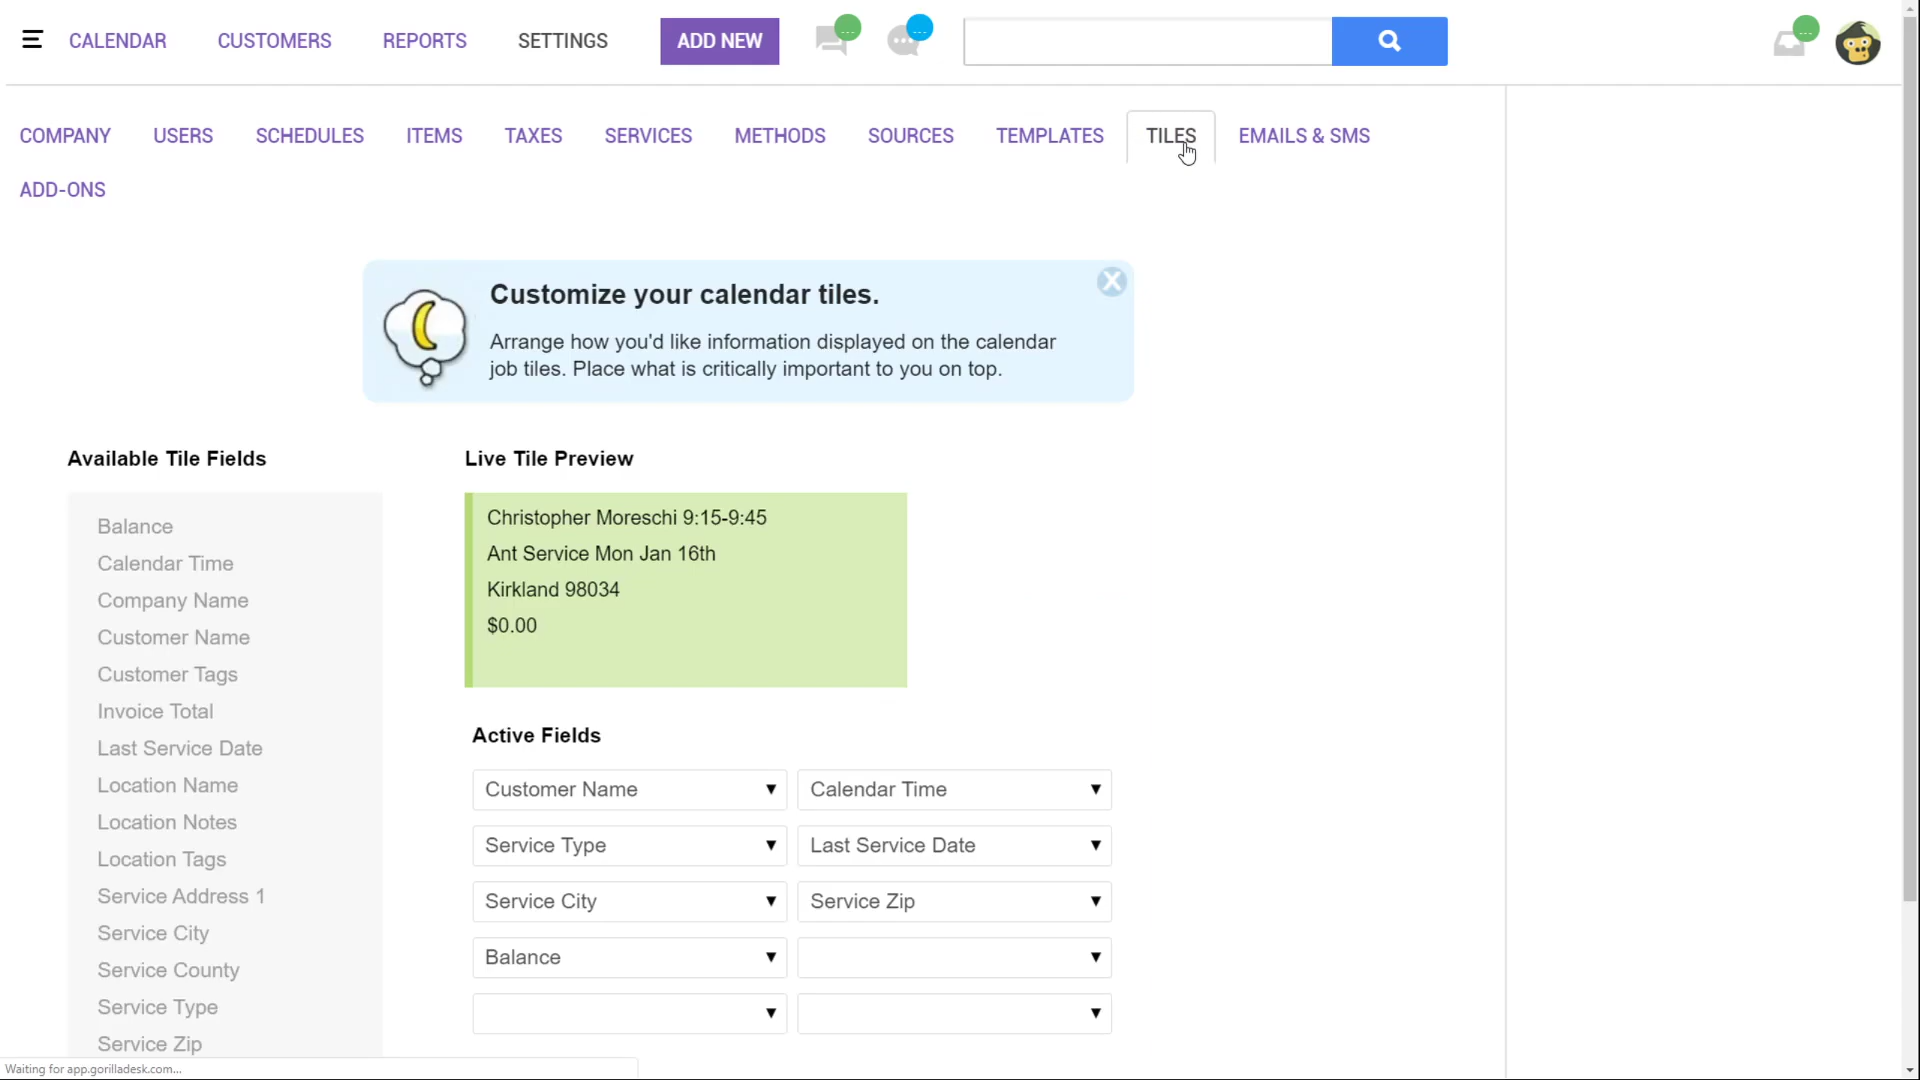 CALENDAR CUSTOMERS REPORTS SETTINGS ADD NEW ... ... ...
COMPANY USERS SCHEDULES ITEMS TAXES SERVICES METHODS SOURCES TEMPLATES TILES EMAILS & SMS
ADD-ONS
Customize your calendar tiles.
Arrange how you'd like information displayed on the calendar
job tiles. Place what is critically important to you on top.
Available Tile Fields
Balance
Calendar Time
Company Name
Customer Name
Customer Tags
Invoice Total
Last Service Date
Location Name
Location Notes
Location Tags
Service Address 1
Service City
Service County
Service Type
Service Zip
Live Tile Preview
Christopher Moreschi 9:15-9:45
Ant Service Mon Jan 16th
Kirkland 98034
$0.00
Active Fields
Customer Name Calendar Time
Service Type Last Service Date
Service City Service Zip
Balance
Waiting for app.gorilladesk.com...